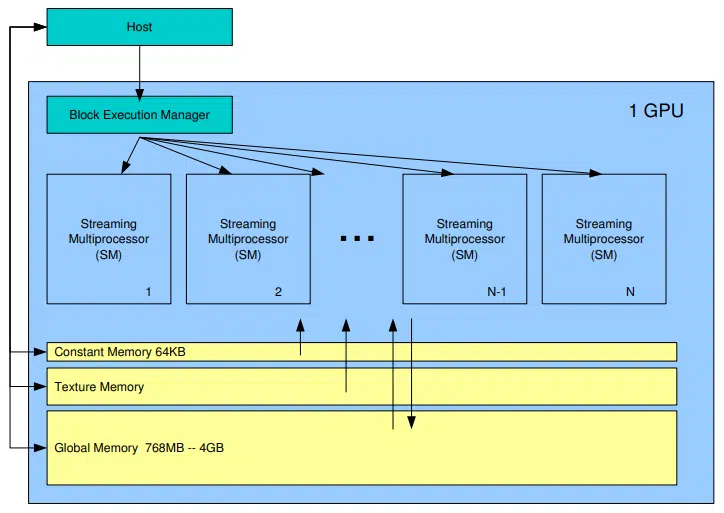 Host
1 GPU
Block Execution Manager
Streaming
Multiprocessor
(SM)
1
Streaming
Multiprocessor
(SM)
2
...
Streaming
Multiprocessor
(SM)
N-1
Streaming
Multiprocessor
(SM)
N
Constant Memory 64KB
Texture Memory
Global Memory  768MB -- 4GB